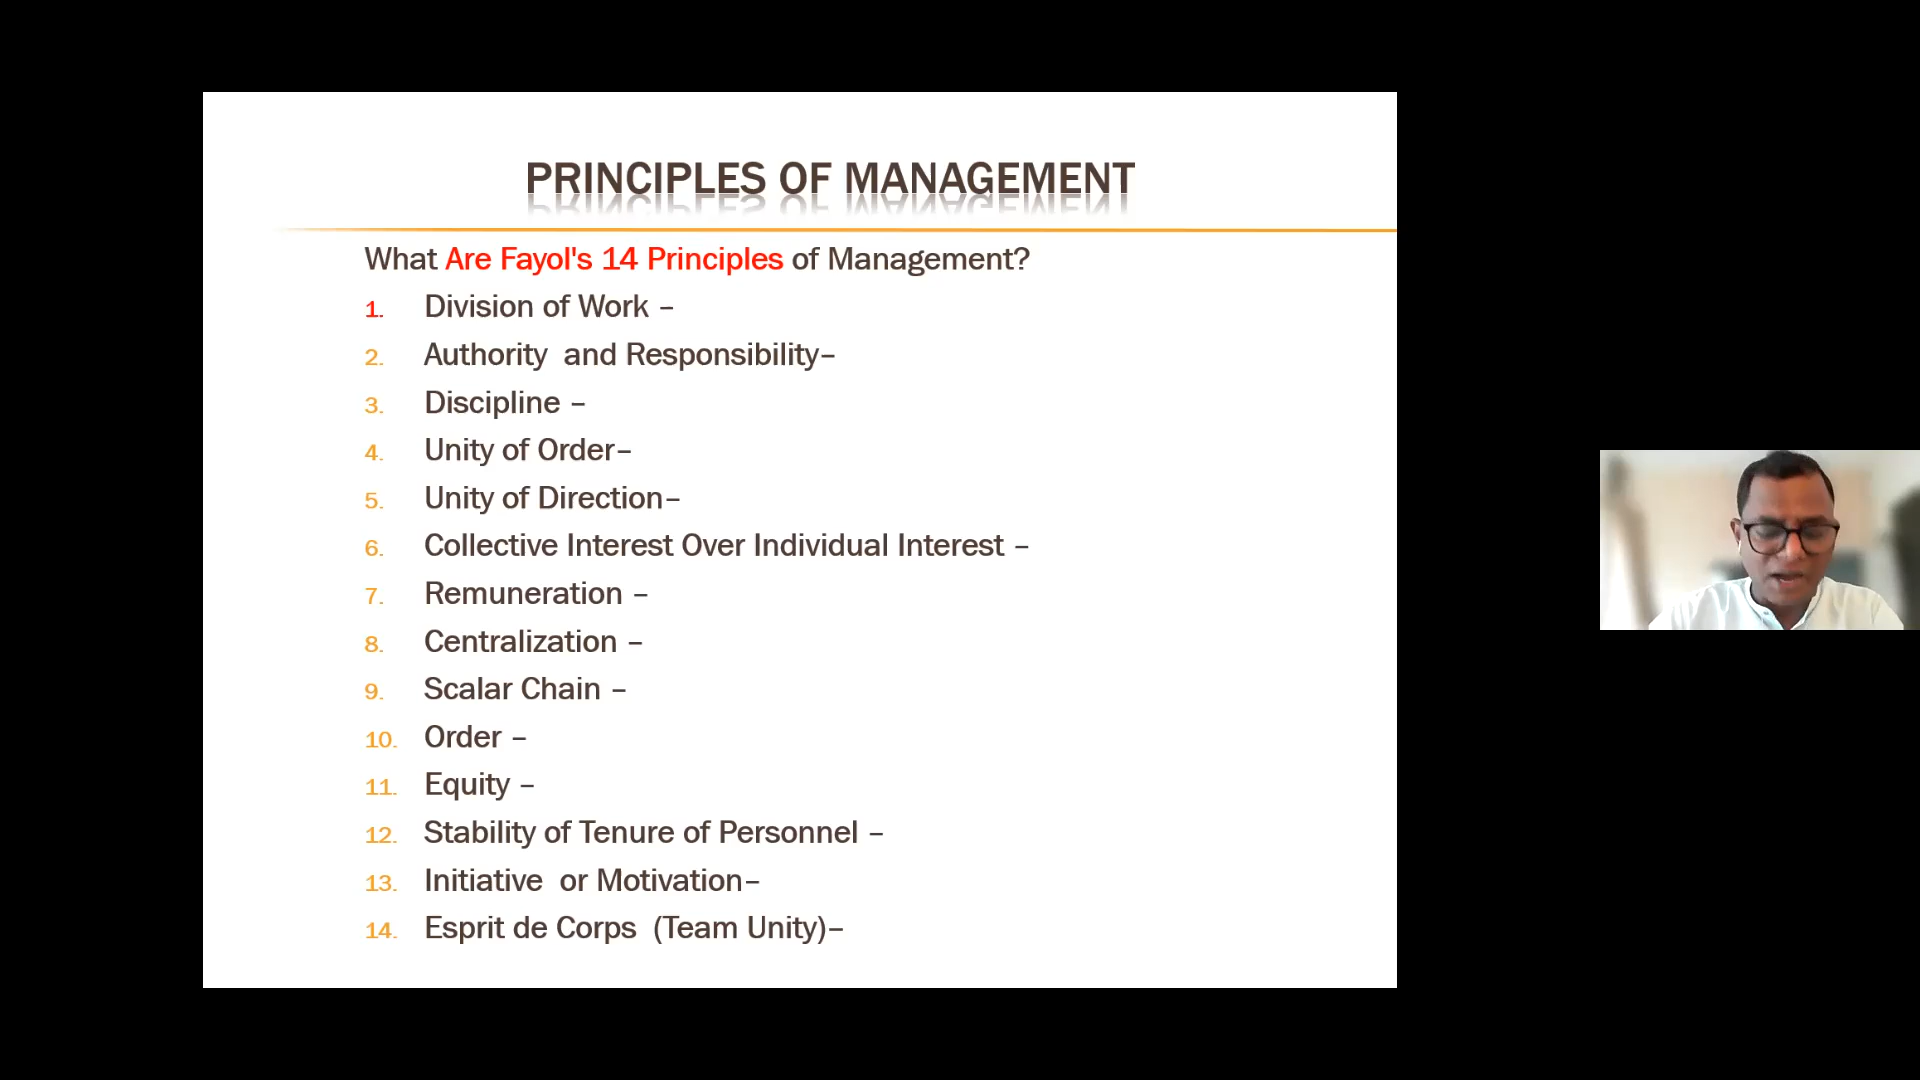 PRINCIPLES OF MANAGEMENT
What Are Fayol's 14 Principles of Management?
1. Division of Work –
2. Authority  and Responsibility–
3. Discipline –
4. Unity of Order–
5. Unity of Direction–
6. Collective Interest Over Individual Interest –
7. Remuneration –
8. Centralization –
9. Scalar Chain –
10. Order –
11. Equity –
12. Stability of Tenure of Personnel –
13. Initiative  or Motivation–
14. Esprit de Corps  (Team Unity)–